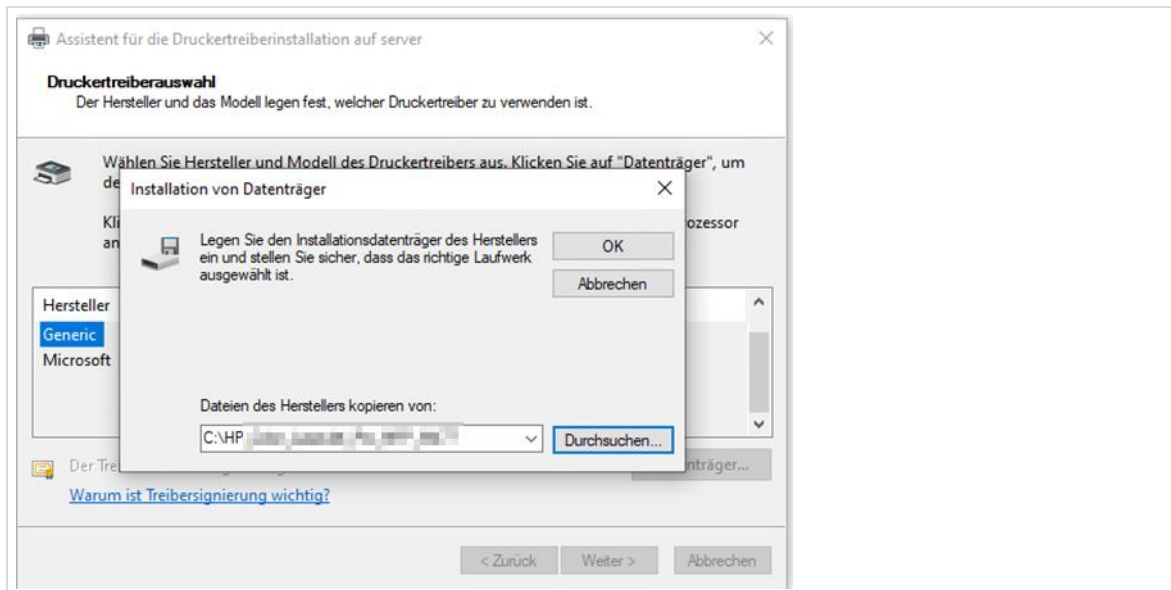 Assistent für die Druckertreiberinstallation auf server
Druckertreiberauswahl
Der Hersteller und das Modell legen fest, welcher Druckertreiber zu verwenden ist.
Wählen Sie Hersteller und Modell des Druckertreibers aus. Klicken Sie auf "Datenträger", um
Installation von Datenträger
Legen Sie den Installationsdatenträger des Herstellers
ein und stellen Sie sicher, dass das richtige Laufwerk
ausgewählt ist.
OK
Abbrechen
Hersteller
Generic
Microsoft
Dateien des Herstellers kopieren von:
C:\HP
Durchsuchen...
Der
Warum ist Treibersignierung wichtig?
< Zurück Weiter > Abbrechen